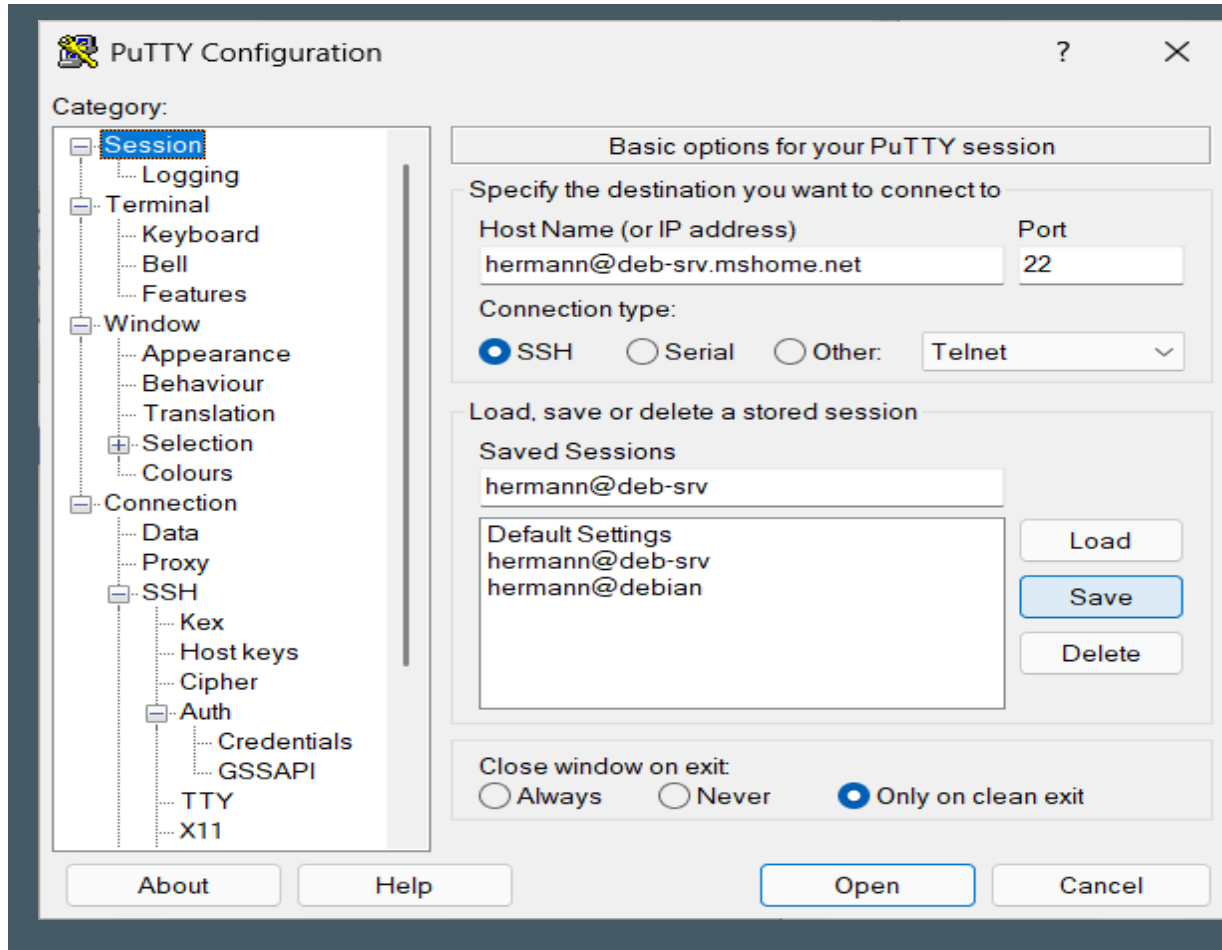 PuTTY Configuration
?
Category:
Session
Logging
Terminal
Keyboard
Bell
Features
Window
Appearance
Behaviour
Translation
Selection
Colours
Connection
Data
Proxy
SSH
Kex
Host keys
Cipher
Auth
Credentials
GSSAPI
TTY
X11
Basic options for your PuTTY session
Specify the destination you want to connect to
Host Name (or IP address) Port
hermann@deb-srv.mshome.net 22
Connection type:
SSH Serial Other: Telnet
Load, save or delete a stored session
Saved Sessions
hermann@deb-srv
Default Settings
hermann@deb-srv
hermann@debian
Load
Save
Delete
Close window on exit:
Always Never Only on clean exit
About Help Open Cancel